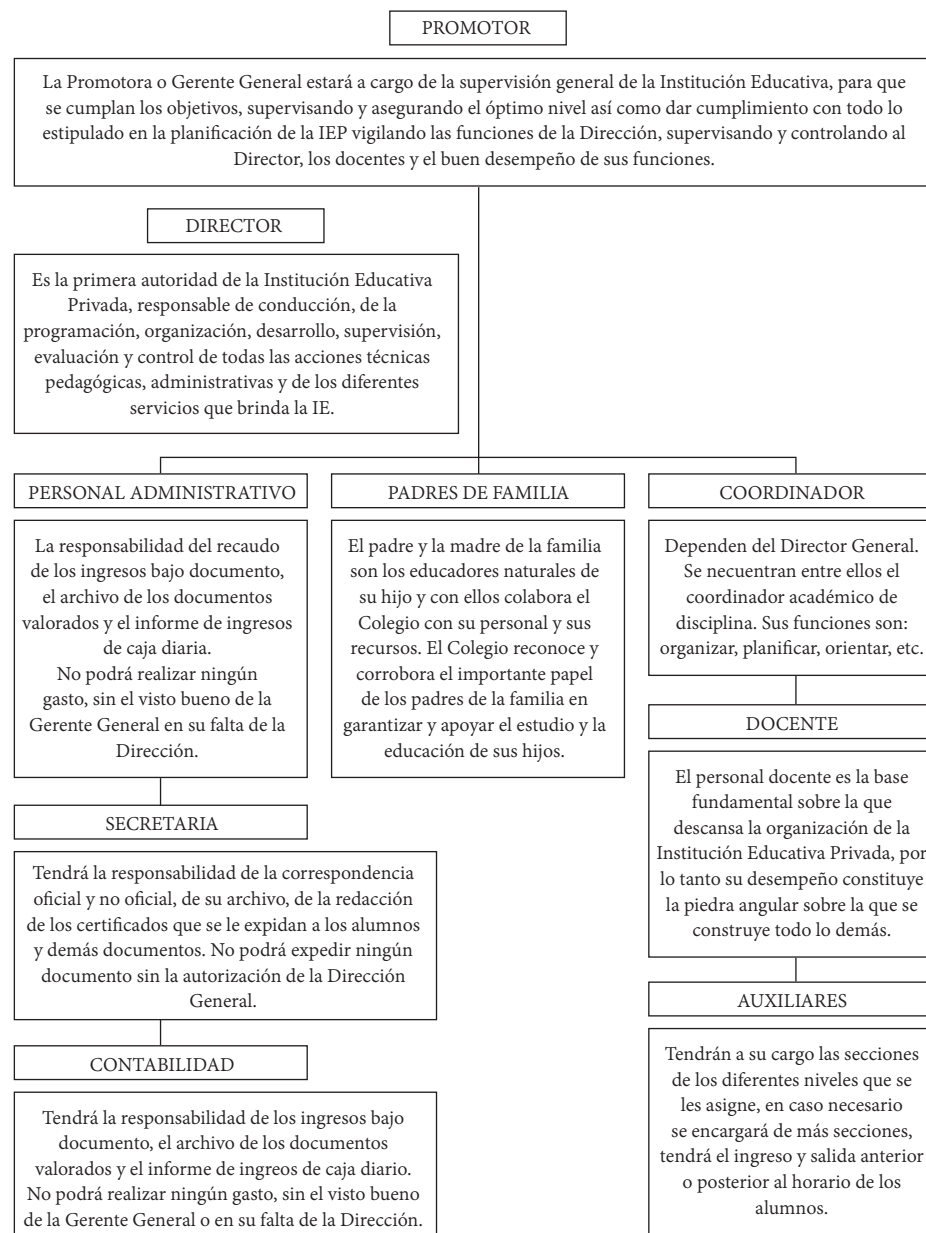 PROMOTOR
La Promotora o Gerente General estará a cargo de la supervisión general de la Institución Educativa, para que
se cumplan los objetivos, supervisando y asegurando el óptimo nivel así como dar cumplimiento con todo lo
estipulado en la planificación de la IEP vigilando las funciones de la Dirección, supervisando y controlando al
Director, los docentes y el buen desempeño de sus funciones.
DIRECTOR
Es la primera autoridad de la Institución Educativa
Privada, responsable de conducción, de la
programación, organización, desarrollo, supervisión,
evaluación y control de todas las acciones técnicas
pedagógicas, administrativas y de los diferentes
servicios que brinda la IE.
PERSONAL ADMINISTRATIVO
La responsabilidad del recaudo
de los ingresos bajo documento,
el archivo de los documentos
valorados y el informe de ingresos
de caja diaria.
No podrá realizar ningún
gasto, sin el visto bueno de la
Gerente General en su falta de la
Dirección.
SECRETARIA
Tendrá la responsabilidad de la correspondencia
oficial y no oficial, de su archivo, de la redacción
de los certificados que se le expidan a los alumnos
y demás documentos. No podrá expedir ningún
documento sin la autorización de la Dirección
General.
CONTABILIDAD
Tendrá la responsabilidad de los ingresos bajo
documento, el archivo de los documentos
valorados y el informe de ingreos de caja diario.
No podrá realizar ningún gasto, sin el visto bueno
de la Gerente General o en su falta de la Dirección.
PADRES DE FAMILIA
El padre y la madre de la familia
son los educadores naturales de
su hijo y con ellos colabora el
Colegio con su personal y sus
recursos. El Colegio reconoce y
corrobora el importante papel
de los padres de la familia en
garantizar y apoyar el estudio y la
educación de sus hijos.
COORDINADOR
Dependen del Director General.
Se necuentran entre ellos el
coordinador académico de
disciplina. Sus funciones son:
organizar, planificar, orientar, etc.
DOCENTE
El personal docente es la base
fundamental sobre la que
descansa la organización de la
Institución Educativa Privada, por
lo tanto su desempeño constituye
la piedra angular sobre la que se
construye todo lo demás.
AUXILIARES
Tendrán a su cargo las secciones
de los diferentes niveles que se
les asigne, en caso necesario
se encargará de más secciones,
tendrá el ingreso y salida anterior
o posterior al horario de los
alumnos.